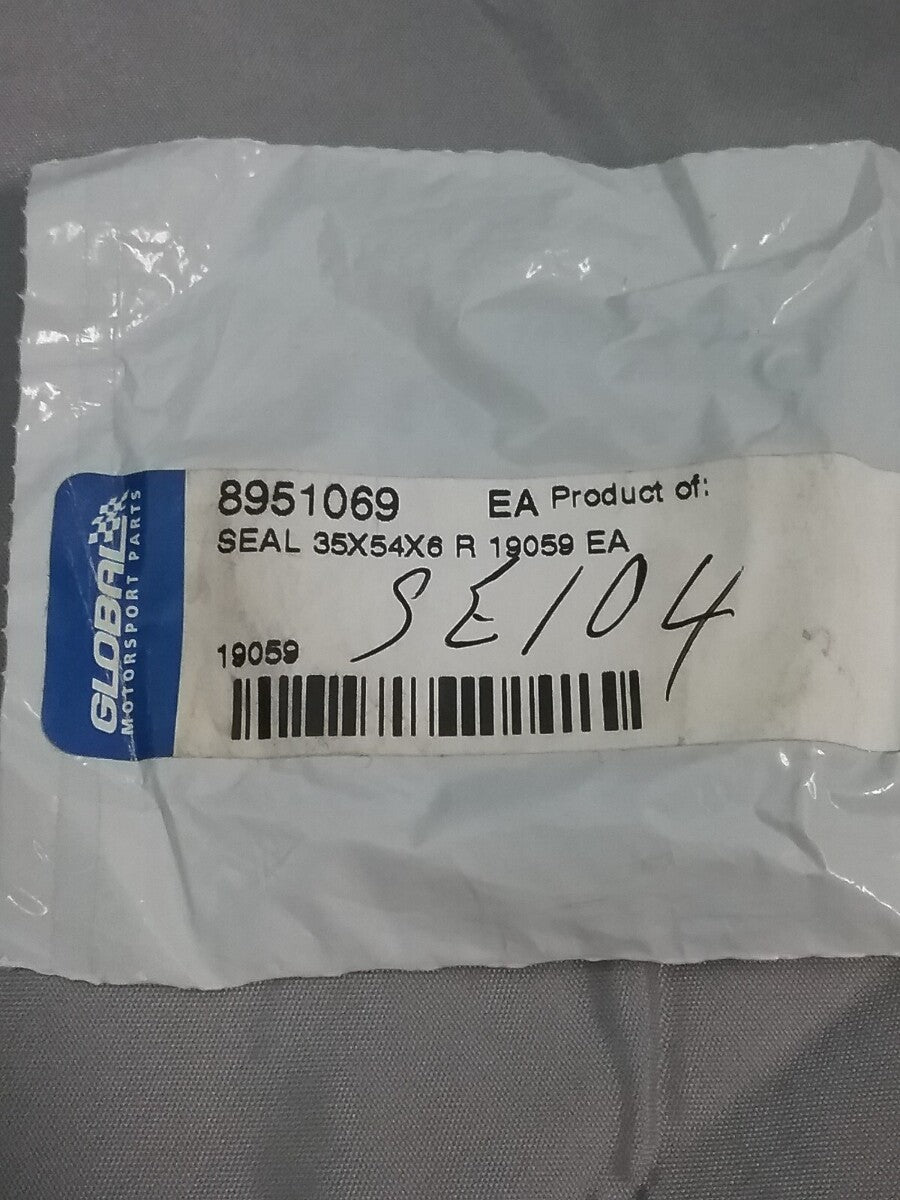 GLOBAL
MOTORSPORT PARTS
8951069 EA Product of:
SEAL 35X54X6 R 19059 EA
SE104
19059